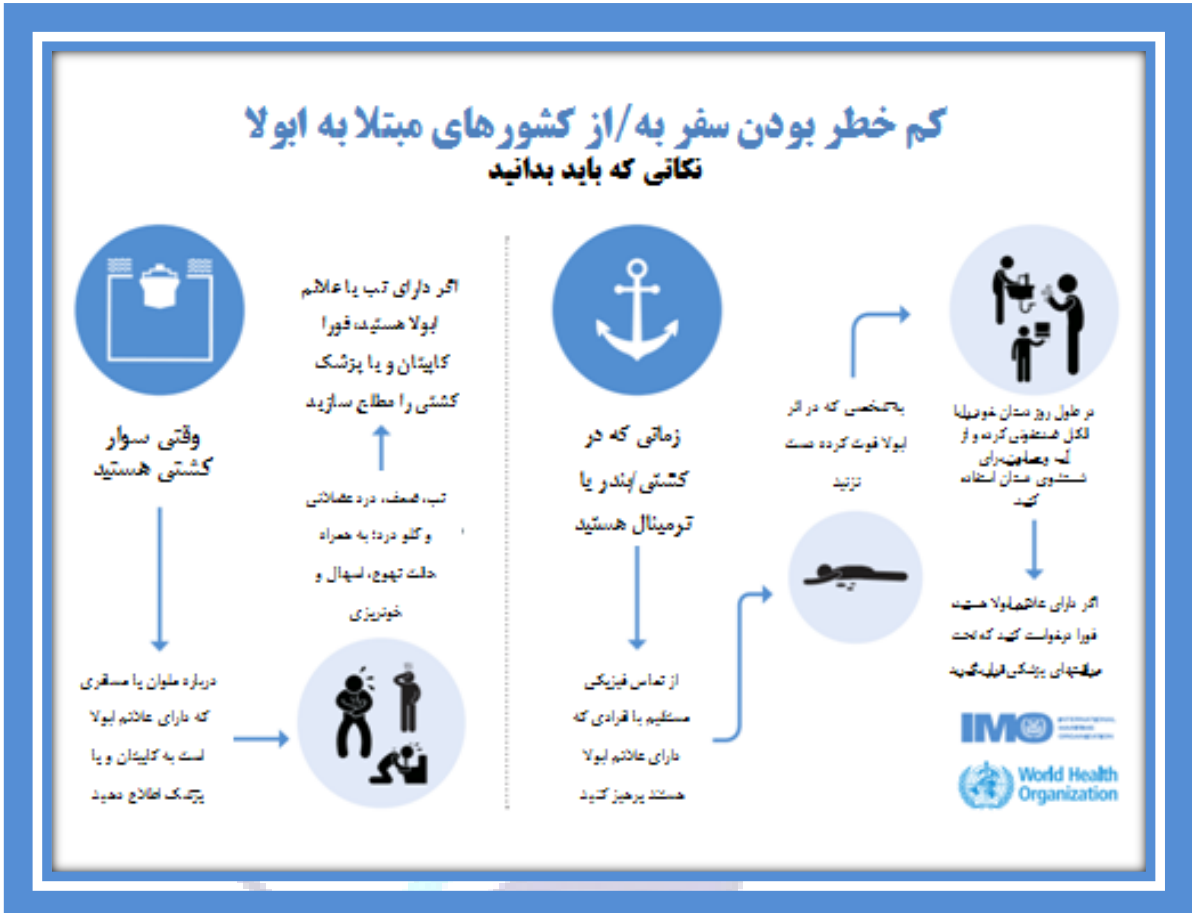 کم خطر بودن سفر به/از کشورهای مبتلا به ابولا
نکاتی که باید بدانید
زمانی که در
کشتی/بندر یا
ترمینال هستید
از تماس فیزیکی
مستقیم با افرادی که
دارای علائم ابولا
هستند پرهیز کنید
به شخصی که در اثر
ابولا فوت کرده دست
نزنید
در طول روز دستان خود را با
الکل ضدعفونی کرده و از
آب و صابون برای
شستشوی دستان استفاده
کنید
اگر دارای علائم ابولا هستید
فورا درخواست کنید که تحت
مراقبتهای پزشکی قرار گیرید
IMO
INTERNATIONAL
MARITIME
ORGANIZATION
World Health
Organization
وقتی سوار
کشتی هستید
درباره ملوان یا مسافری
که دارای علائم ابولا
است به کاپیتان و یا
پزشک اطلاع دهید
تب، ضعف، درد عضلانی
و گلو درد؛ به همراه
حالت تهوع، اسهال و
خونریزی
اگر دارای تب یا علائم
ابولا هستید، فورا
کاپیتان و یا پزشک
کشتی را مطلع سازید